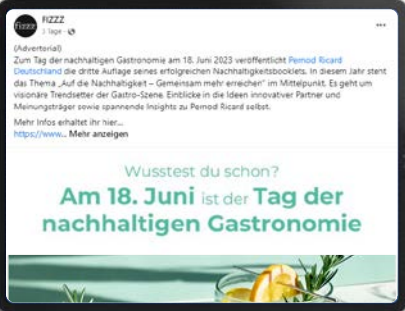 FIZZZ
FIZZZ
3 Tage
(Advertorial)
Zum Tag der nachhaltigen Gastronomie am 18. Juni 2023 veröffentlicht Pernod Ricard
Deutschland die dritte Auflage seines erfolgreichen Nachhaltigkeitsbooklets. In diesem Jahr steht
das Thema „Auf die Nachhaltigkeit – Gemeinsam mehr erreichen“ im Mittelpunkt. Es geht um
visionäre Trendsetter der Gastro-Szene. Einblicke in die Ideen innovativer Partner und
Meinungsträger sowie spannende Insights zu Pernod Ricard selbst.
Mehr Infos erhaltet ihr hier...
https://www... Mehr anzeigen
Wusstest du schon?
Am 18. Juni ist der Tag der
nachhaltigen Gastronomie